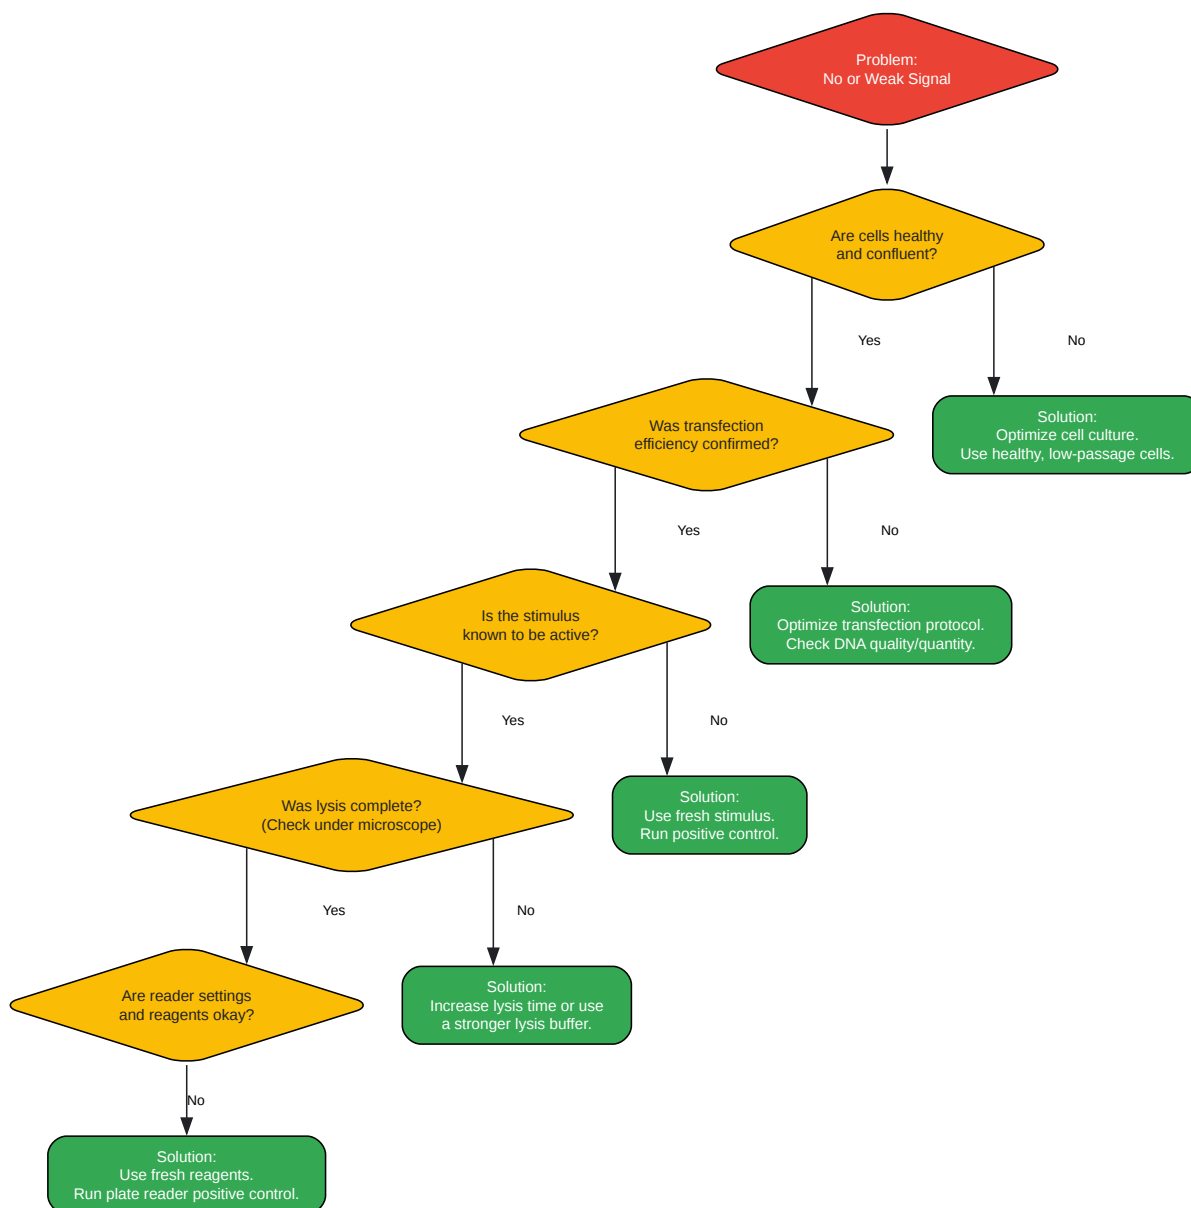 Problem:
No or Weak Signal
Are cells healthy
and confluent?
Yes
No
Was transfection
efficiency confirmed?
Solution:
Optimize cell culture.
Use healthy, low-passage cells.
Yes
No
Is the stimulus
known to be active?
Solution:
Optimize transfection protocol.
Check DNA quality/quantity.
Yes
No
Was lysis complete?
(Check under microscope)
Solution:
Use fresh stimulus.
Run positive control.
Yes
No
Are reader settings
and reagents okay?
Solution:
Increase lysis time or use
a stronger lysis buffer.
No
Solution:
Use fresh reagents.
Run plate reader positive control.